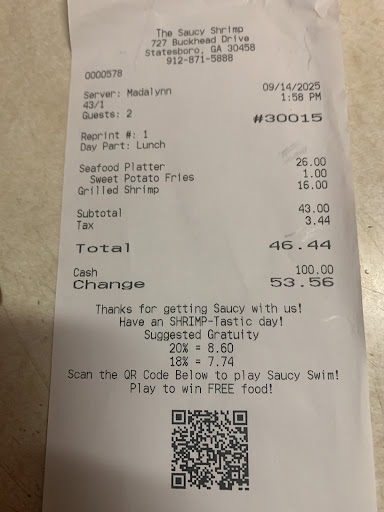 The Saucy Shrimp
727 Buckhead Drive
Statesboro, GA 30458
912-871-5888
0000578
Server: Madalynn 09/14/2025
43/1 1:58 PM
Guests: 2 #30015
Reprint #: 1
Day Part: Lunch
Seafood Platter 26.00
Sweet Potato Fries 1.00
Grilled Shrimp 16.00
Subtotal 43.00
Tax 3.44
Total 46.44
Cash 100.00
Change 53.56
Thanks for getting Saucy with us!
Have an SHRIMP-Tastic day!
Suggested Gratuity
20% = 8.60
18% = 7.74
Scan the QR Code Below to play Saucy Swim!
Play to win FREE food!